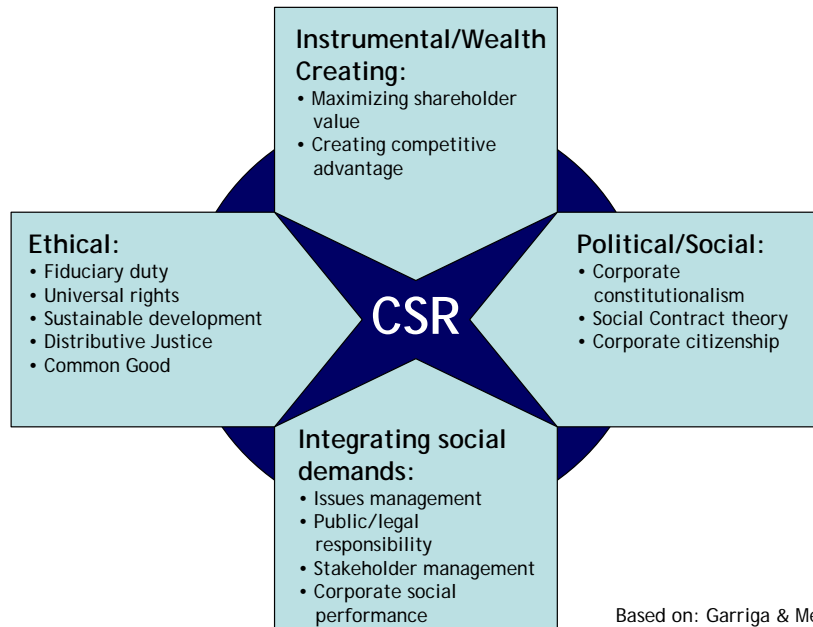 Instrumental/Wealth
Creating:
• Maximizing shareholder
value
• Creating competitive
advantage
Ethical:
• Fiduciary duty
• Universal rights
• Sustainable development
• Distributive Justice
• Common Good
CSR
Political/Social:
• Corporate
constitutionalism
• Social Contract theory
• Corporate citizenship
Integrating social
demands:
• Issues management
• Public/legal
responsibility
• Stakeholder management
• Corporate social
performance
Based on: Garriga &